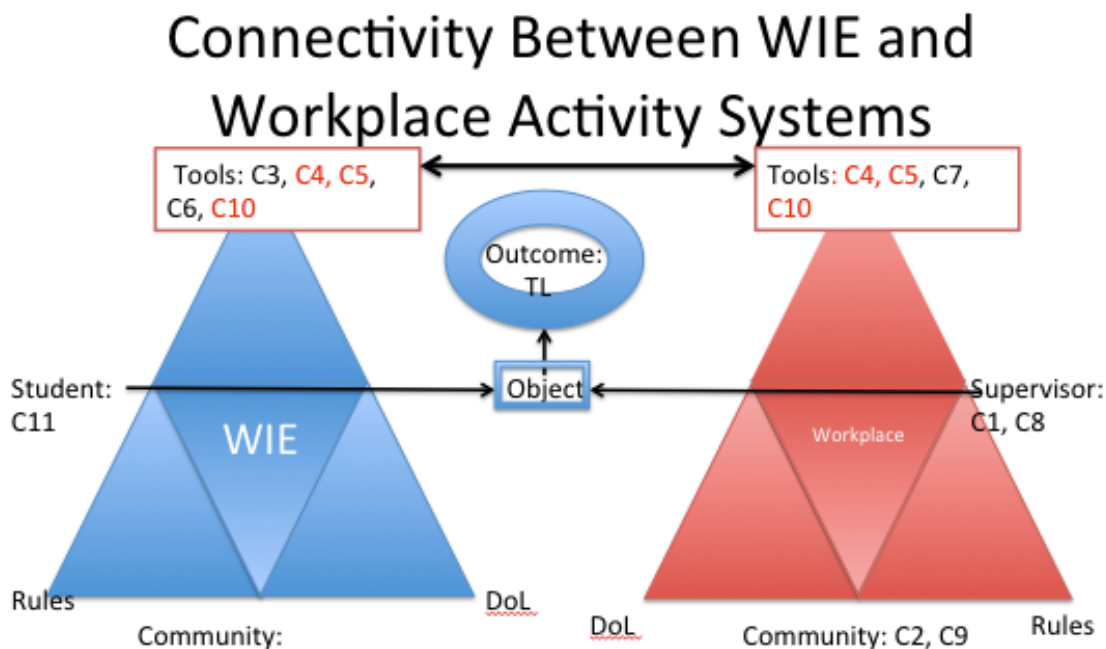 Connectivity Between WIE and
Workplace Activity Systems
Tools: C3, C4, C5,
C6, C10
Tools: C4, C5, C7,
C10
Outcome:
TL
Student:
C11
Object
Supervisor:
C1, C8
WIE
Workplace
Rules
DoL
DoL
Rules
Community:
Community: C2, C9